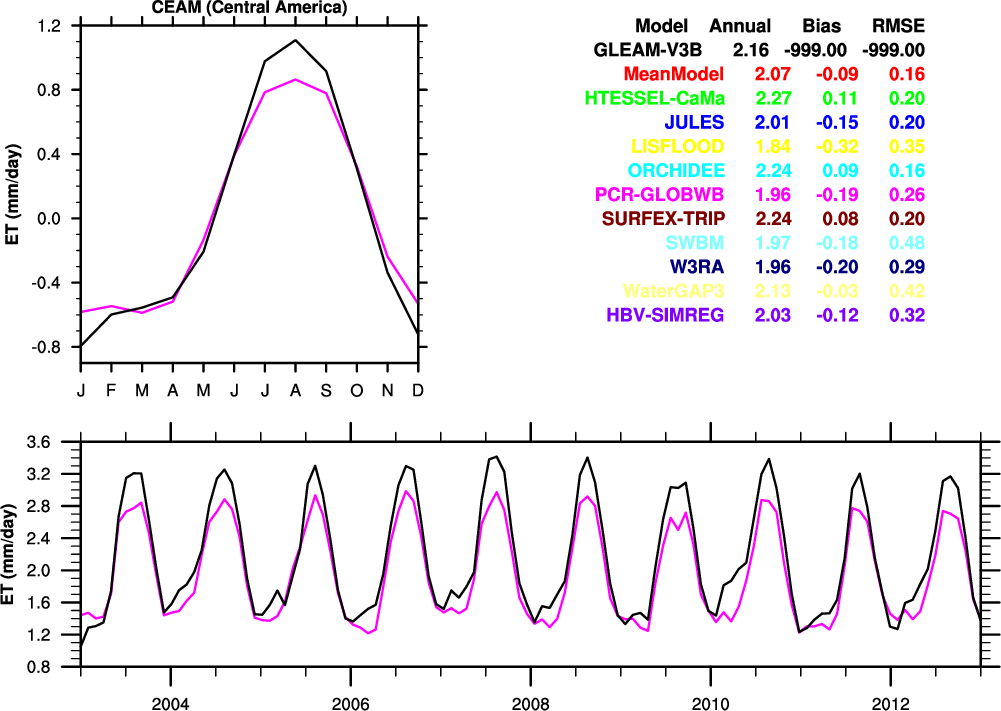 CEAM (Central America)
1.2
0.8
0.4
0.0
-0.4
-0.8
ET (mm/day)
J F M A M J J A S O N D
Model Annual Bias RMSE
GLEAM-V3B 2.16 -999.00 -999.00
MeanModel 2.07 -0.09 0.16
HTESSEL-CaMa 2.27 0.11 0.20
JULES 2.01 -0.15 0.20
LISFLOOD 1.84 -0.32 0.35
ORCHIDEE 2.24 0.09 0.16
PCR-GLOBWB 1.96 -0.19 0.26
SURFEX-TRIP 2.24 0.08 0.20
SWBM 1.97 -0.18 0.48
W3RA 1.96 -0.20 0.29
WaterGAP3 2.13 -0.03 0.42
HBV-SIMREG 2.03 -0.12 0.32
3.6
3.2
2.8
2.4
2.0
1.6
1.2
0.8
ET (mm/day)
2004 2006 2008 2010 2012